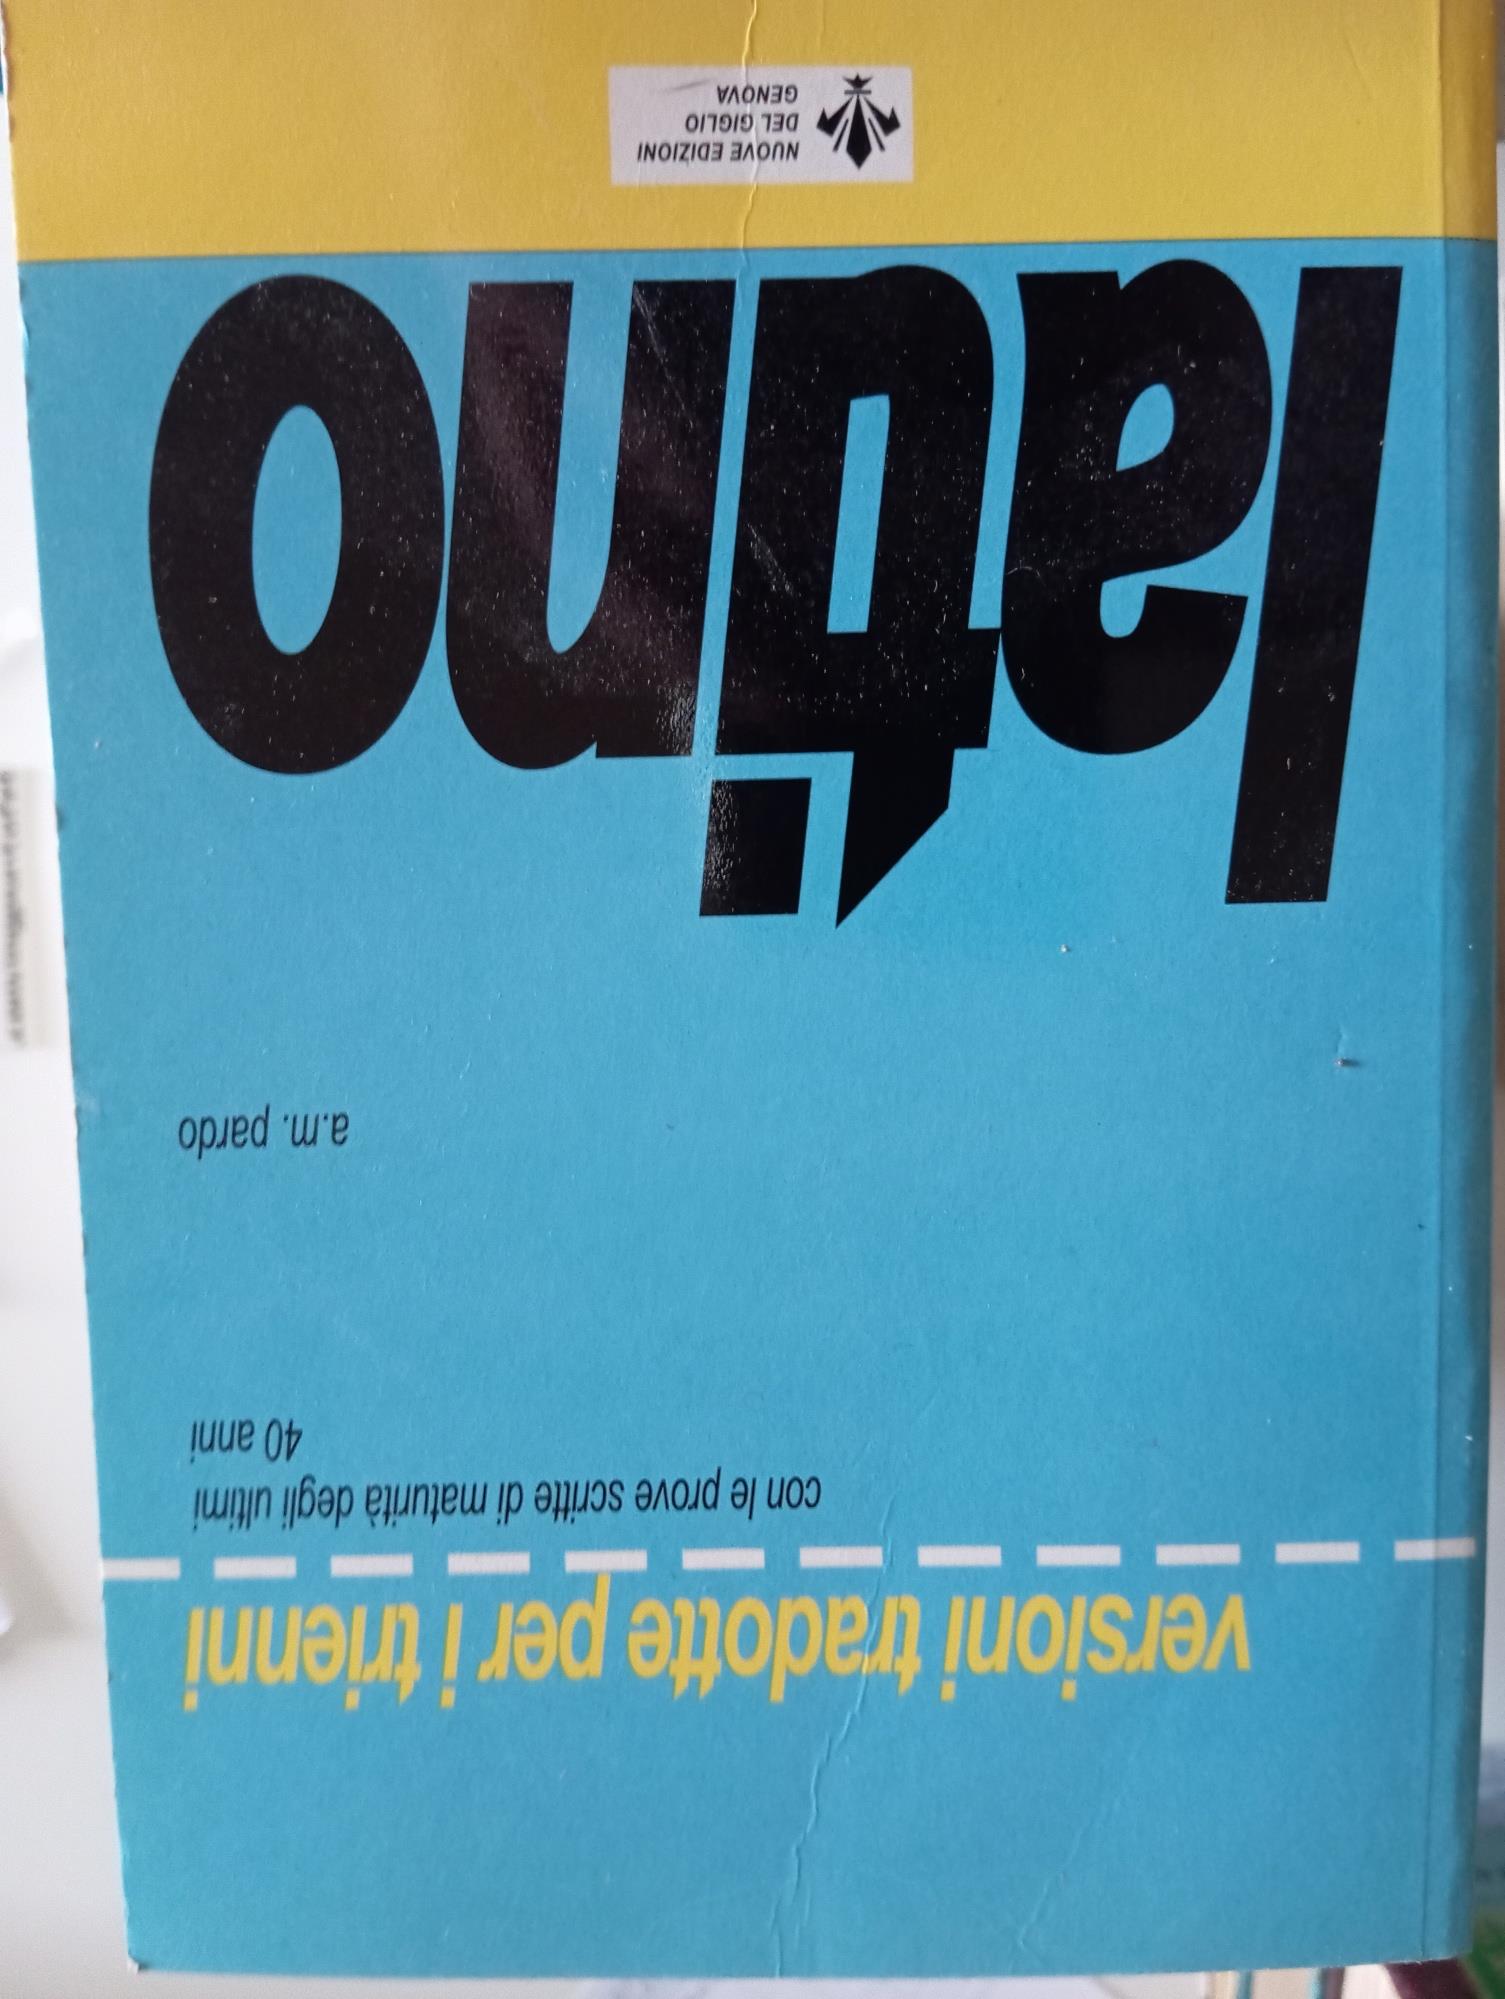 versioni tradotte per i trienni
con le prove scritte di maturità degli ultimi
40 anni
a.m. pardo
latino
NUOVE EDIZIONI
DEL GIGLIO
GENOVA